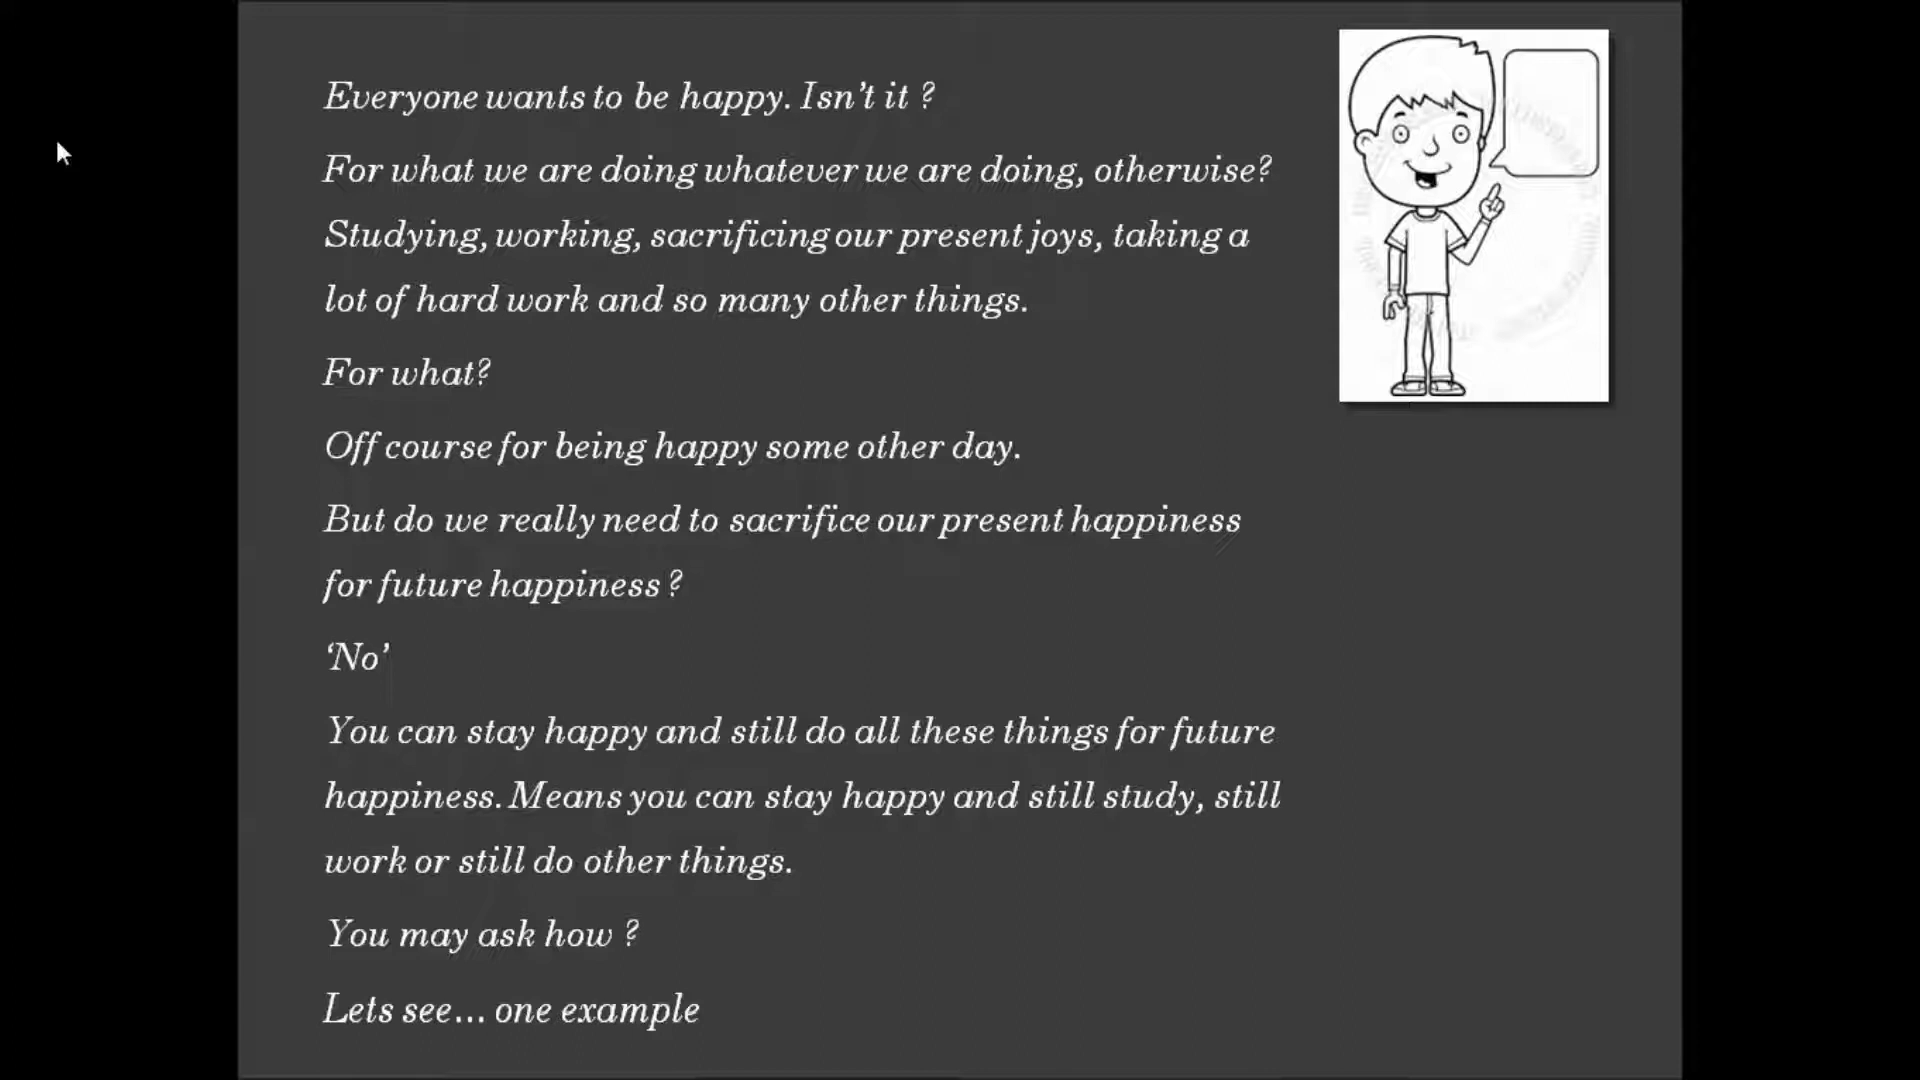 Everyone wants to be happy. Isn’t it ?
For what we are doing whatever we are doing, otherwise?
Studying, working, sacrificing our present joys, taking a
lot of hard work and so many other things.
For what?
Off course for being happy some other day.
But do we really need to sacrifice our present happiness
for future happiness ?
‘No’
You can stay happy and still do all these things for future
happiness. Means you can stay happy and still study, still
work or still do other things.
You may ask how ?
Lets see... one example